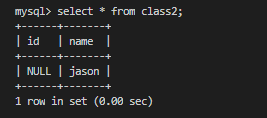 mysql> select * from class2;
+------+-------+
| id   | name  |
+------+-------+
| NULL | jason |
+------+-------+
1 row in set (0.00 sec)